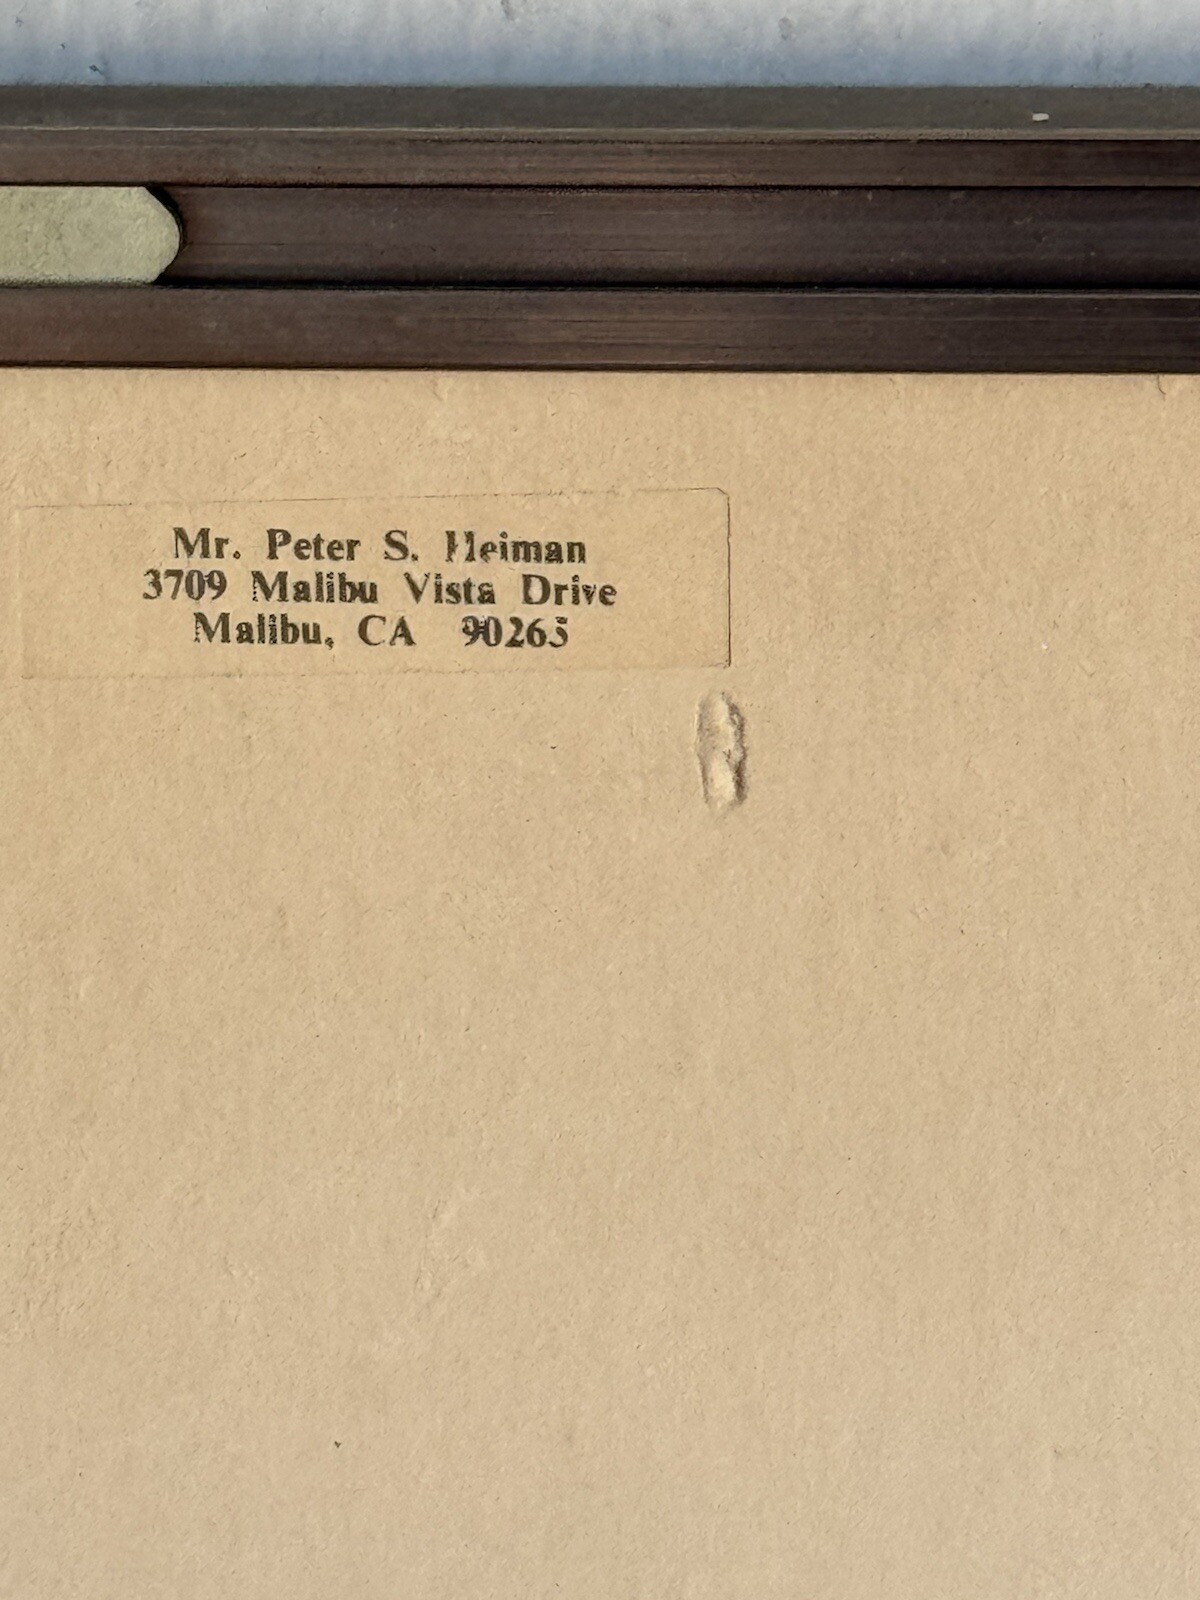 Mr. Peter S. Heiman
3709 Malibu Vista Drive
Malibu, CA 90265